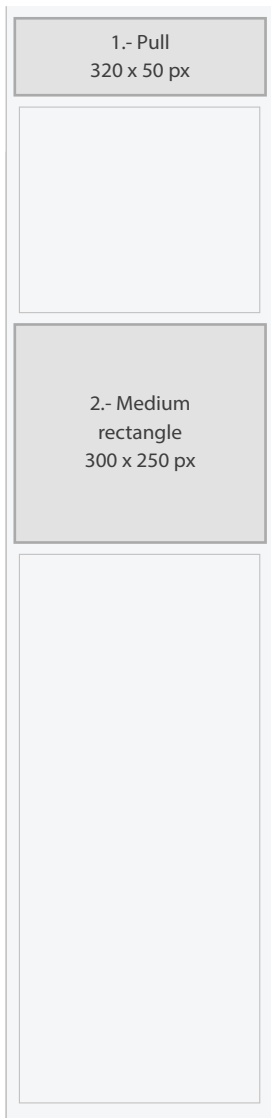 1.- Pull
320 x 50 px
2.- Medium
rectangle
300 x 250 px